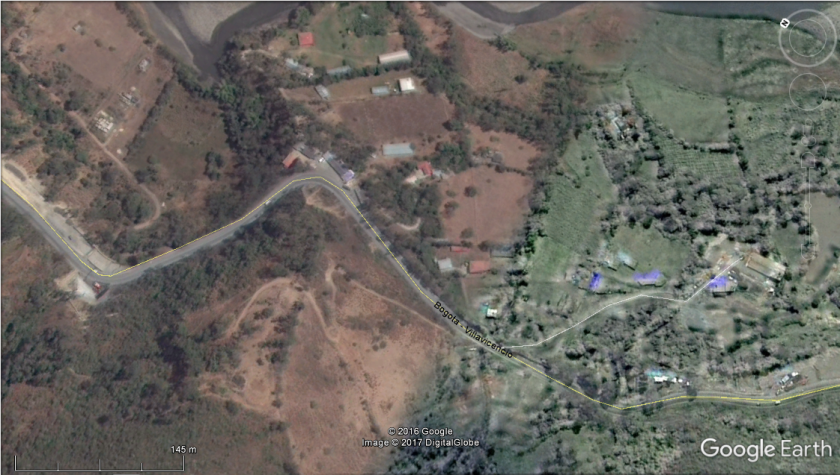 N
Bogota - Villavicencio
© 2016 Google
Image © 2017 DigitalGlobe
145 m
Google Earth